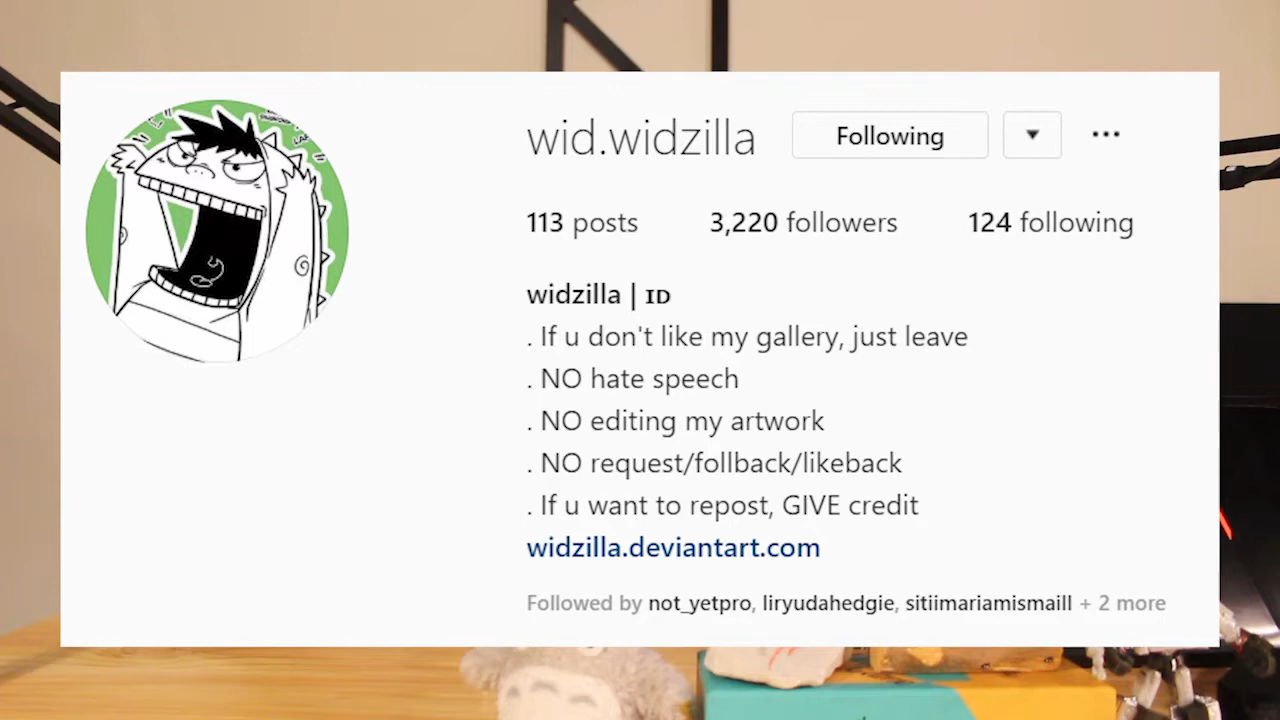 wid.widzilla Following
113 posts 3,220 followers 124 following
widzilla | ɪᴅ
. If u don't like my gallery, just leave
. NO hate speech
. NO editing my artwork
. NO request/follback/likeback
. If u want to repost, GIVE credit
widzilla.deviantart.com
Followed by not_yetpro, liryudahedgie, sitiimariamismaill + 2 more